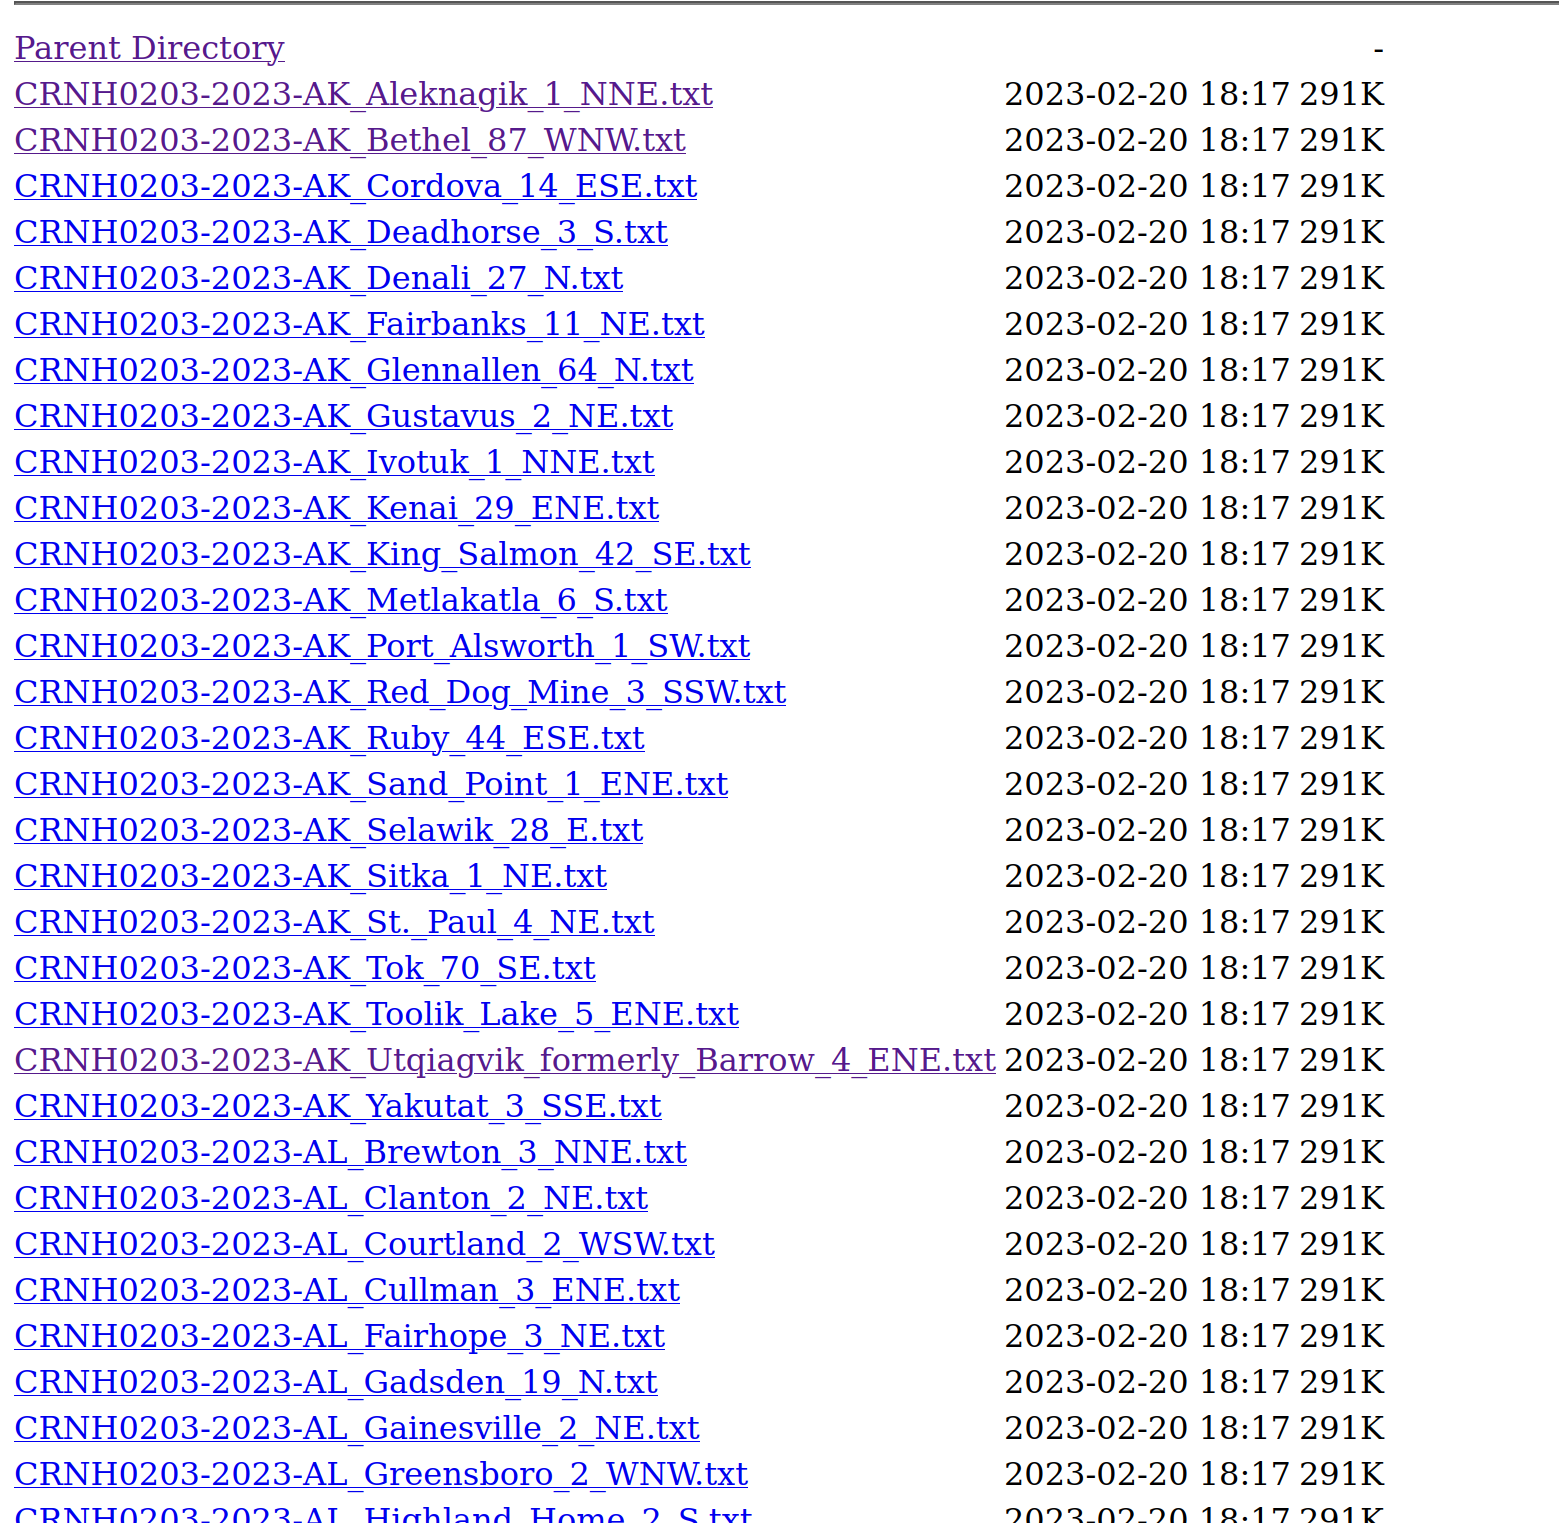 Parent Directory -
CRNH0203-2023-AK_Aleknagik_1_NNE.txt 2023-02-20 18:17 291K
CRNH0203-2023-AK_Bethel_87_WNW.txt 2023-02-20 18:17 291K
CRNH0203-2023-AK_Cordova_14_ESE.txt 2023-02-20 18:17 291K
CRNH0203-2023-AK_Deadhorse_3_S.txt 2023-02-20 18:17 291K
CRNH0203-2023-AK_Denali_27_N.txt 2023-02-20 18:17 291K
CRNH0203-2023-AK_Fairbanks_11_NE.txt 2023-02-20 18:17 291K
CRNH0203-2023-AK_Glennallen_64_N.txt 2023-02-20 18:17 291K
CRNH0203-2023-AK_Gustavus_2_NE.txt 2023-02-20 18:17 291K
CRNH0203-2023-AK_Ivotuk_1_NNE.txt 2023-02-20 18:17 291K
CRNH0203-2023-AK_Kenai_29_ENE.txt 2023-02-20 18:17 291K
CRNH0203-2023-AK_King_Salmon_42_SE.txt 2023-02-20 18:17 291K
CRNH0203-2023-AK_Metlakatla_6_S.txt 2023-02-20 18:17 291K
CRNH0203-2023-AK_Port_Alsworth_1_SW.txt 2023-02-20 18:17 291K
CRNH0203-2023-AK_Red_Dog_Mine_3_SSW.txt 2023-02-20 18:17 291K
CRNH0203-2023-AK_Ruby_44_ESE.txt 2023-02-20 18:17 291K
CRNH0203-2023-AK_Sand_Point_1_ENE.txt 2023-02-20 18:17 291K
CRNH0203-2023-AK_Selawik_28_E.txt 2023-02-20 18:17 291K
CRNH0203-2023-AK_Sitka_1_NE.txt 2023-02-20 18:17 291K
CRNH0203-2023-AK_St._Paul_4_NE.txt 2023-02-20 18:17 291K
CRNH0203-2023-AK_Tok_70_SE.txt 2023-02-20 18:17 291K
CRNH0203-2023-AK_Toolik_Lake_5_ENE.txt 2023-02-20 18:17 291K
CRNH0203-2023-AK_Utqiagvik_formerly_Barrow_4_ENE.txt 2023-02-20 18:17 291K
CRNH0203-2023-AK_Yakutat_3_SSE.txt 2023-02-20 18:17 291K
CRNH0203-2023-AL_Brewton_3_NNE.txt 2023-02-20 18:17 291K
CRNH0203-2023-AL_Clanton_2_NE.txt 2023-02-20 18:17 291K
CRNH0203-2023-AL_Courtland_2_WSW.txt 2023-02-20 18:17 291K
CRNH0203-2023-AL_Cullman_3_ENE.txt 2023-02-20 18:17 291K
CRNH0203-2023-AL_Fairhope_3_NE.txt 2023-02-20 18:17 291K
CRNH0203-2023-AL_Gadsden_19_N.txt 2023-02-20 18:17 291K
CRNH0203-2023-AL_Gainesville_2_NE.txt 2023-02-20 18:17 291K
CRNH0203-2023-AL_Greensboro_2_WNW.txt 2023-02-20 18:17 291K
CRNH0203-2023-AL_Highland_Home_2_S.txt 2023-02-20 18:17 291K